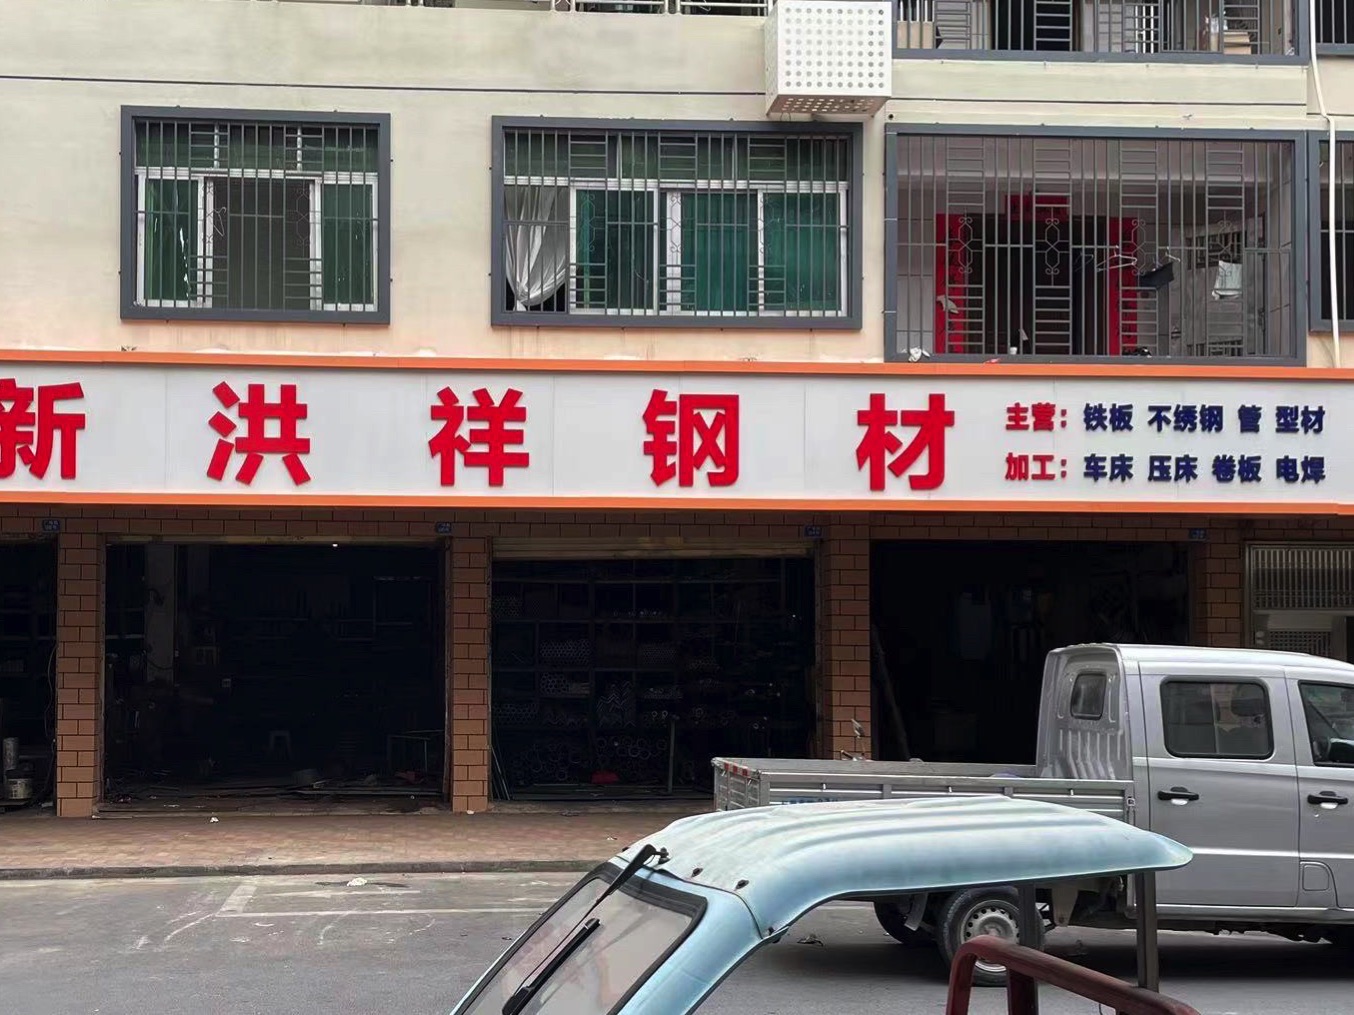 新洪祥钢材
主营：铁板 不绣钢 管 型材
加工：车床 压床 卷板 电焊